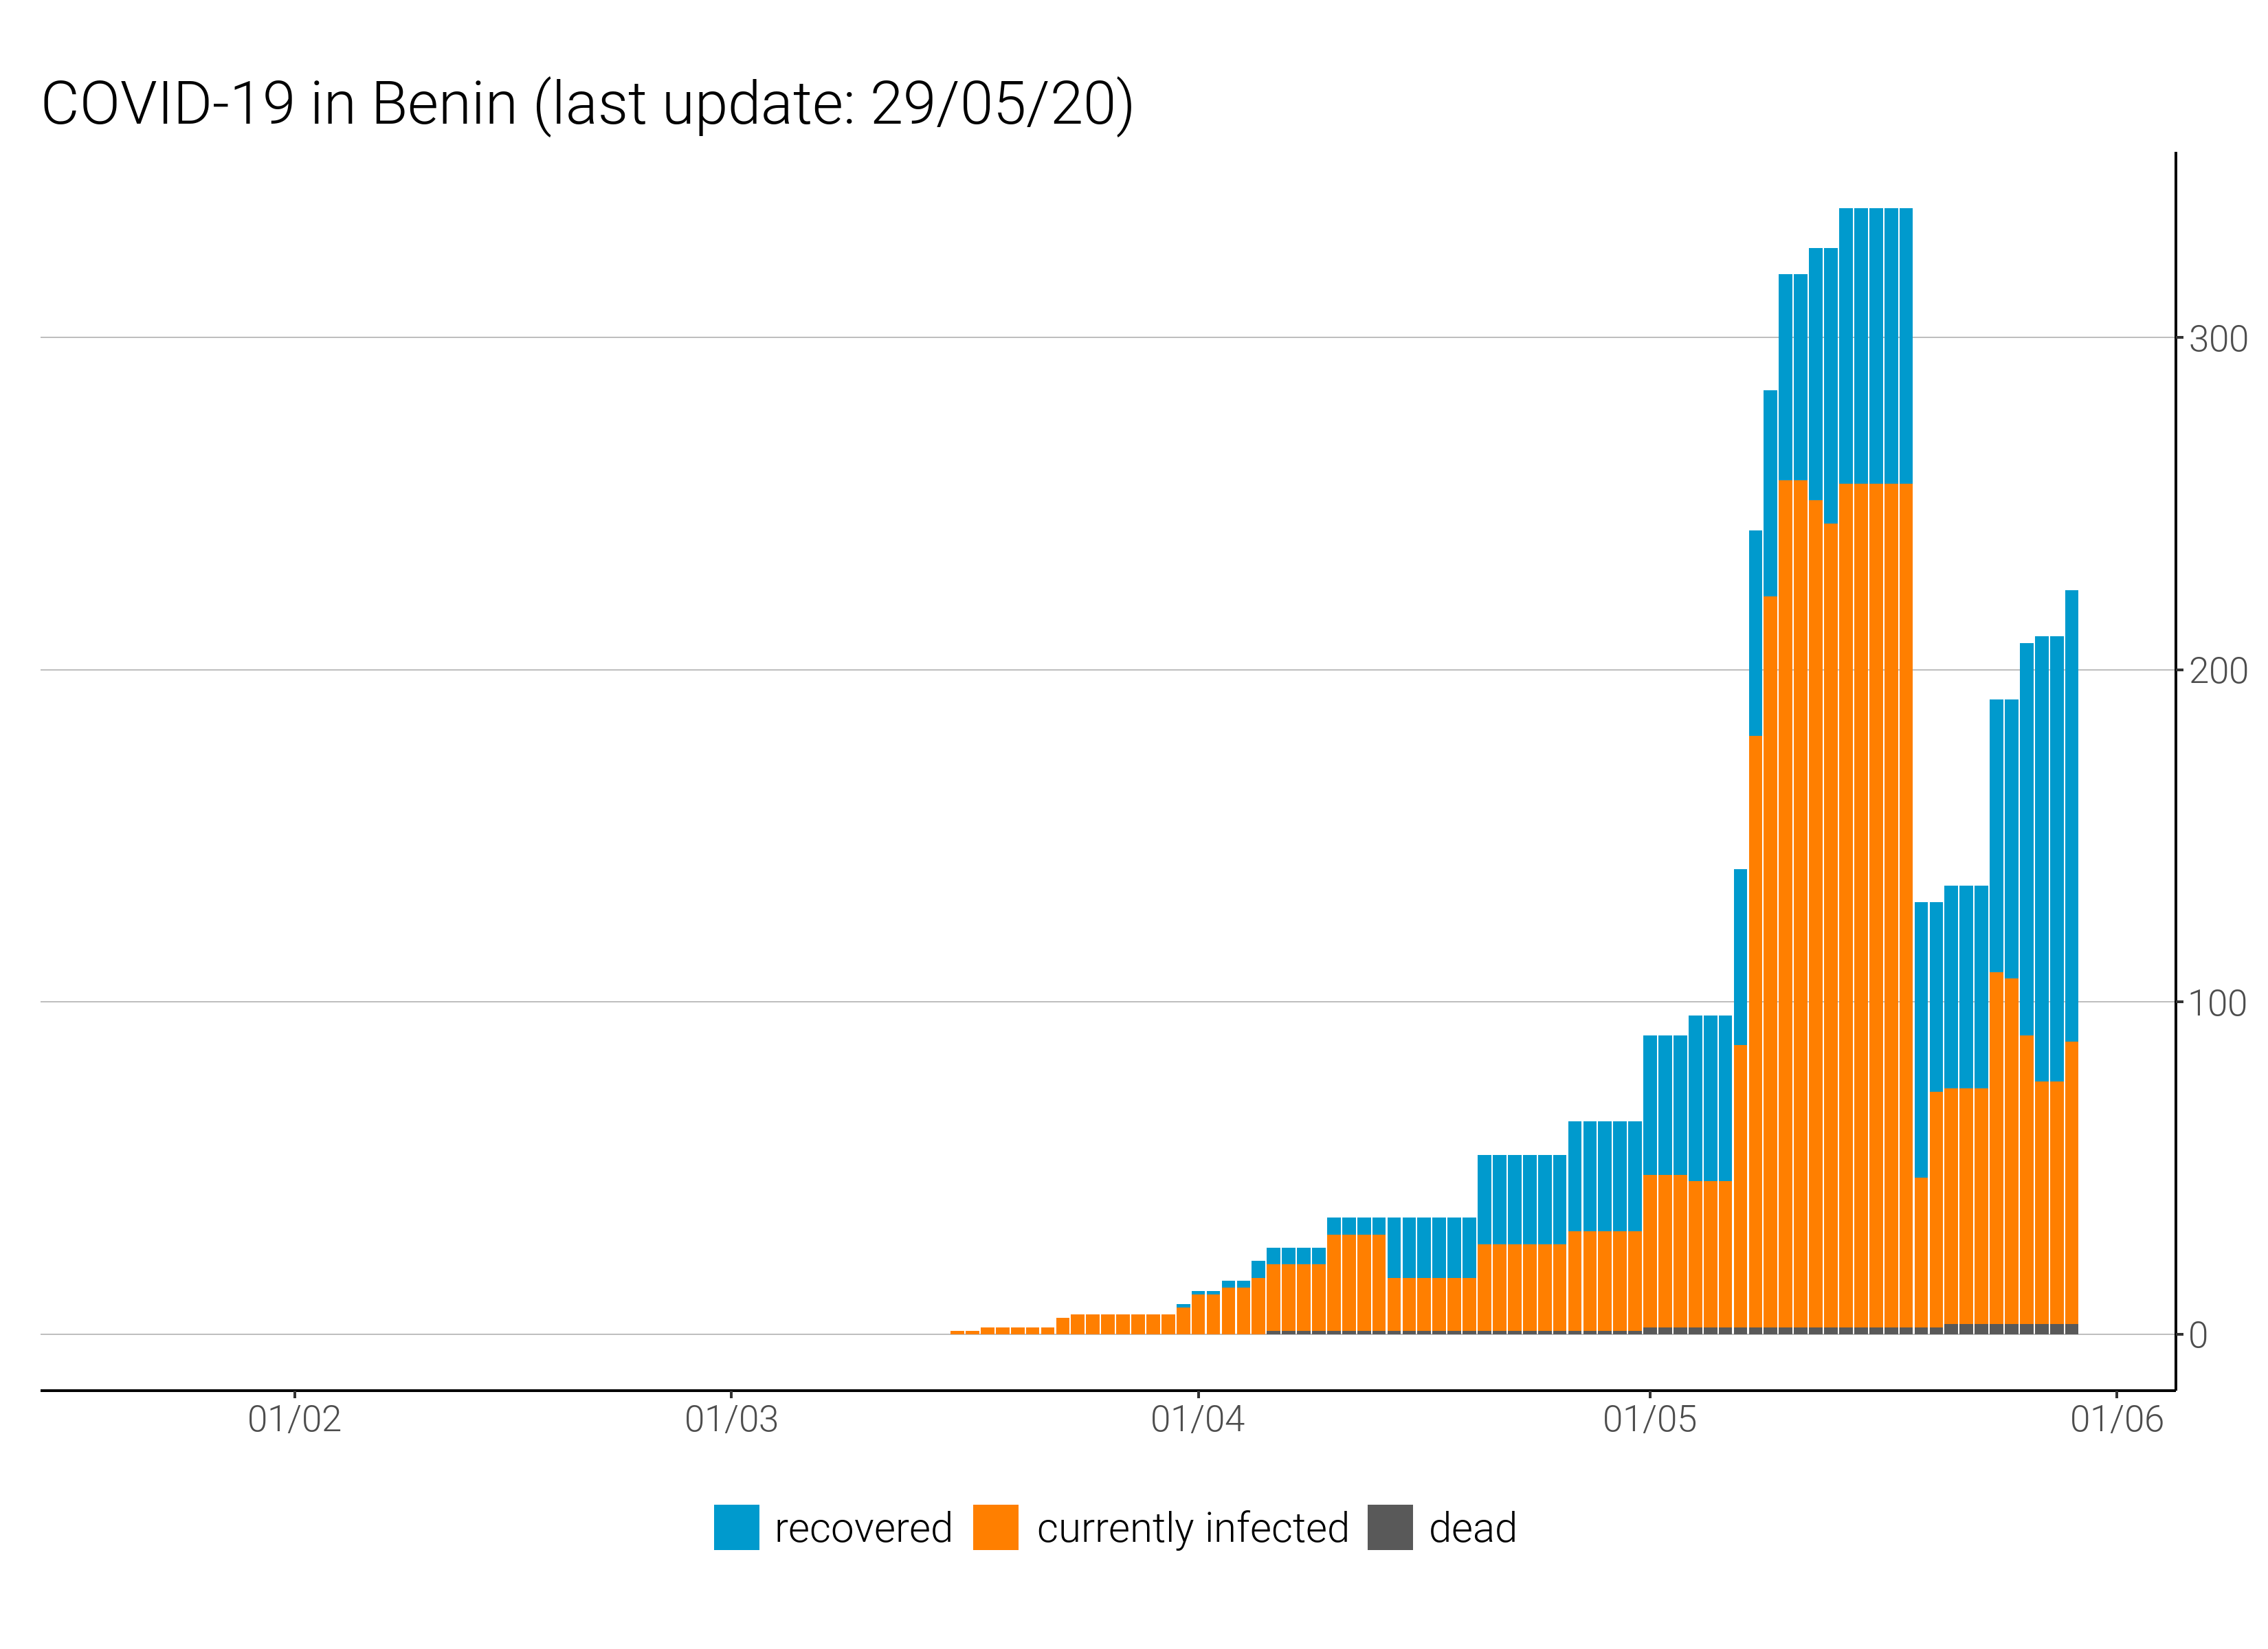 COVID-19 in Benin (last update: 29/05/20)
300
200
100
0
01/02 01/03 01/04 01/05 01/06
recovered currently infected dead